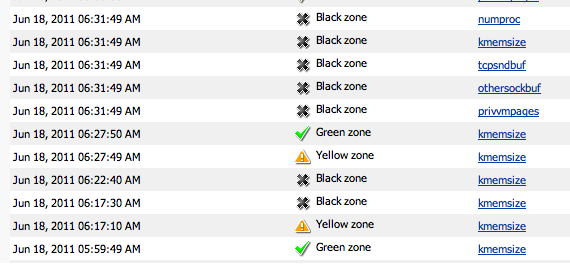 Jun 18, 2011 06:31:49 AM Black zone numproc
Jun 18, 2011 06:31:49 AM Black zone kmemsize
Jun 18, 2011 06:31:49 AM Black zone tcpsndbuf
Jun 18, 2011 06:31:49 AM Black zone othersockbuf
Jun 18, 2011 06:31:49 AM Black zone privvmpages
Jun 18, 2011 06:27:50 AM Green zone kmemsize
Jun 18, 2011 06:27:49 AM Yellow zone kmemsize
Jun 18, 2011 06:22:40 AM Black zone kmemsize
Jun 18, 2011 06:17:30 AM Black zone kmemsize
Jun 18, 2011 06:17:10 AM Yellow zone kmemsize
Jun 18, 2011 05:59:49 AM Green zone kmemsize